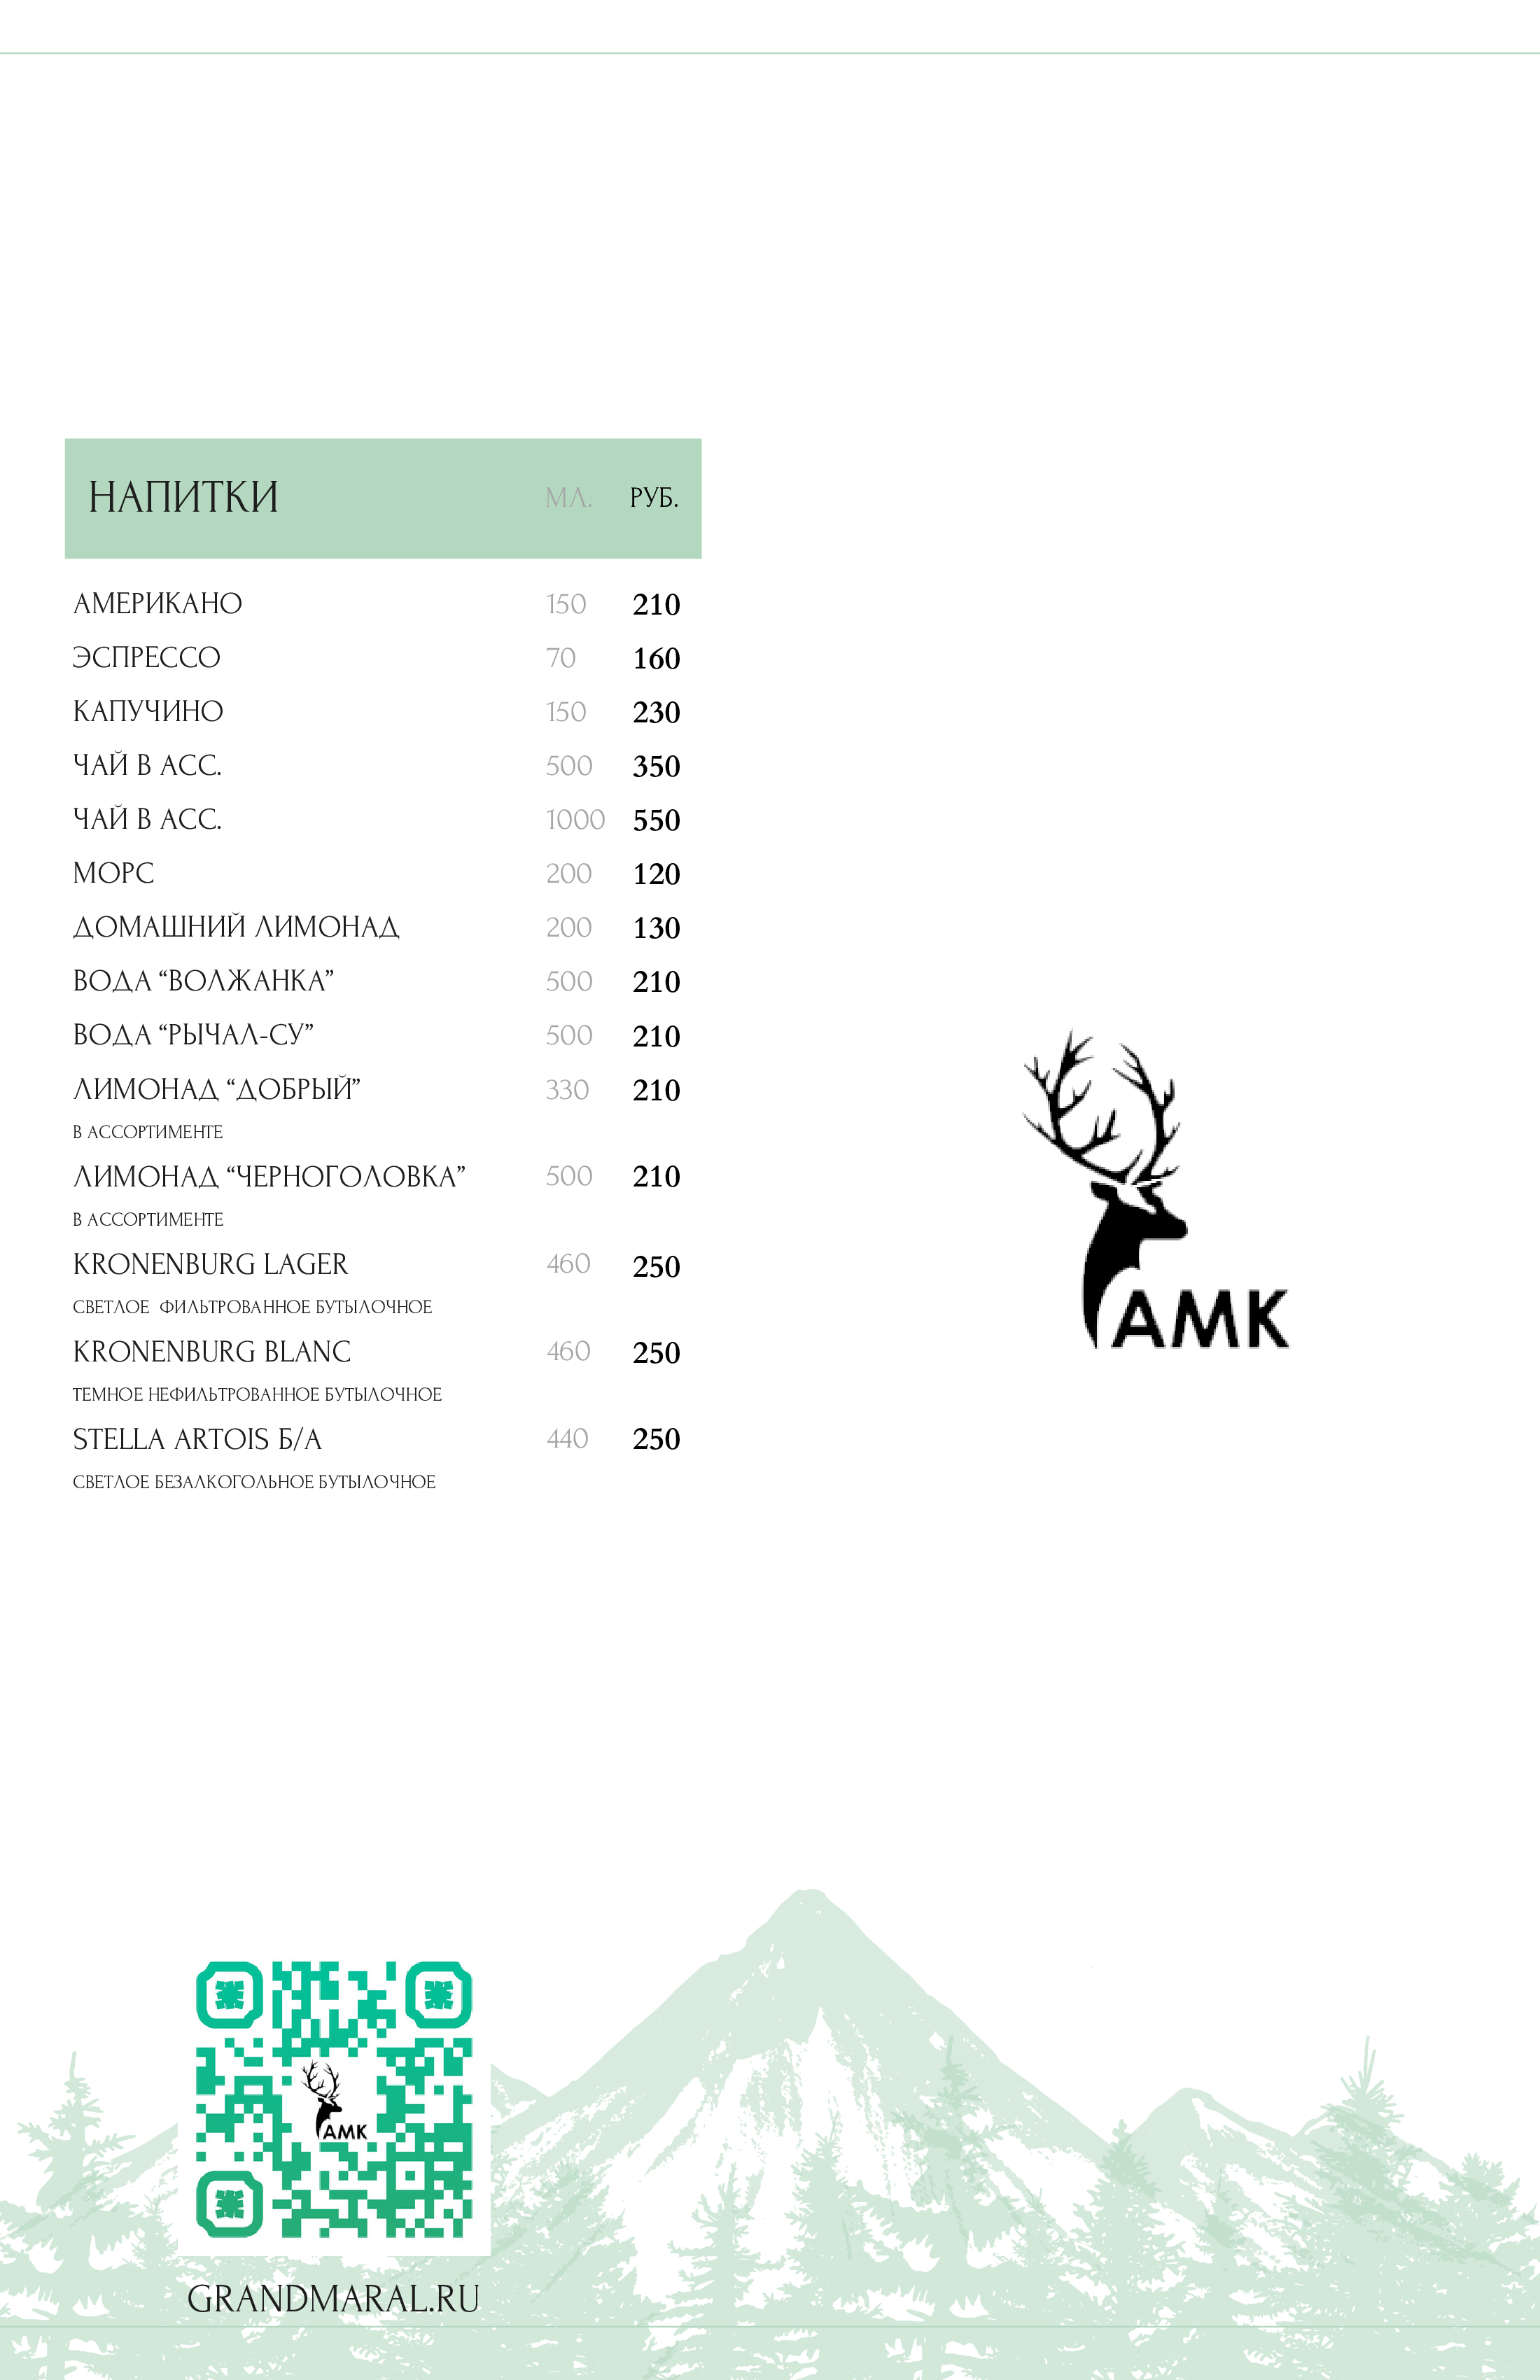 НАПИТКИ МЛ. РУБ.
АМЕРИКАНО 150 210
ЭСПРЕССО 70 160
КАПУЧИНО 150 230
ЧАЙ В АСС. 500 350
ЧАЙ В АСС. 1000 550
МОРС 200 120
ДОМАШНИЙ ЛИМОНАД 200 130
ВОДА “ВОЛЖАНКА” 500 210
ВОДА “РЫЧАЛ-СУ” 500 210
ЛИМОНАД “ДОБРЫЙ” 330 210
В АССОРТИМЕНТЕ
ЛИМОНАД “ЧЕРНОГОЛОВКА” 500 210
В АССОРТИМЕНТЕ
KRONENBURG LAGER 460 250
СВЕТЛОЕ ФИЛЬТРОВАННОЕ БУТЫЛОЧНОЕ
KRONENBURG BLANC 460 250
ТЕМНОЕ НЕФИЛЬТРОВАННОЕ БУТЫЛОЧНОЕ
STELLA ARTOIS Б/А 440 250
СВЕТЛОЕ БЕЗАЛКОГОЛЬНОЕ БУТЫЛОЧНОЕ
АМК
АМК
GRANDMARAL.RU